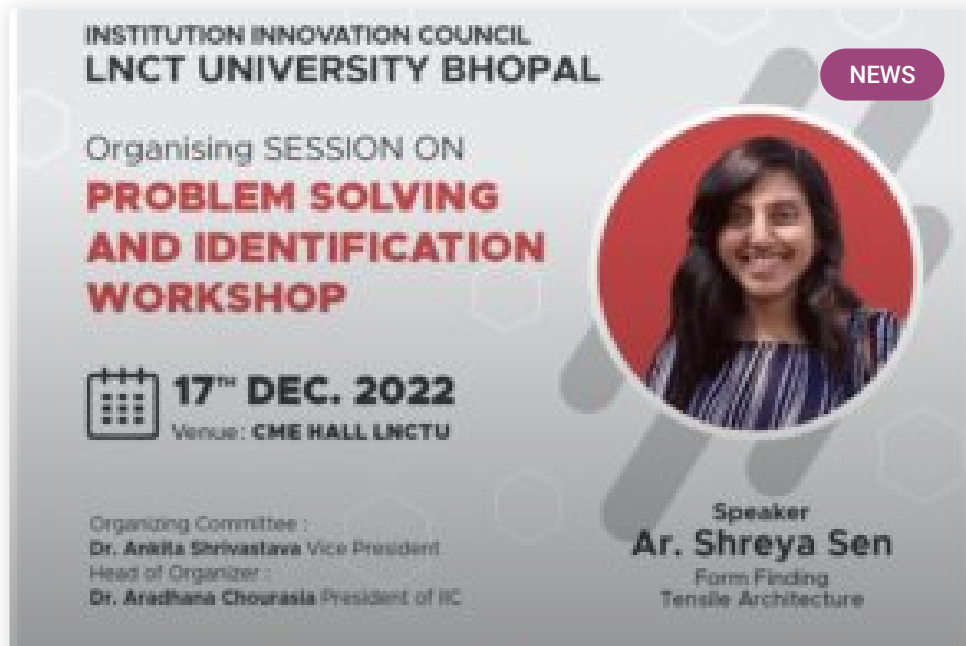 INSTITUTION INNOVATION COUNCIL
LNCT UNIVERSITY BHOPAL
NEWS
Organising SESSION ON
PROBLEM SOLVING
AND IDENTIFICATION
WORKSHOP
17TH DEC. 2022
Venue: CME HALL LNCTU
Organizing Committee :
Dr. Ankita Shrivastava Vice President
Head of Organizer :
Dr. Aradhana Chourasia President of IIC
Speaker
Ar. Shreya Sen
Form Finding
Tensile Architecture